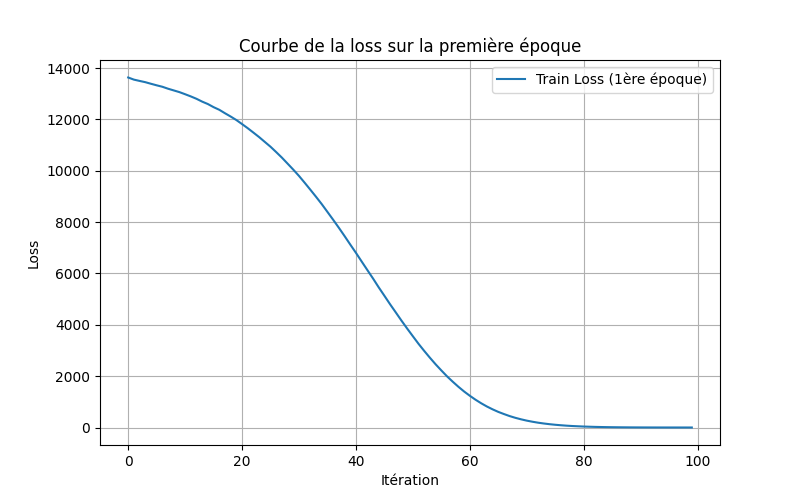 Courbe de la loss sur la première époque
Train Loss (1ère époque)
14000
12000
10000
8000
6000
4000
2000
0
Loss
0 20 40 60 80 100
Itération